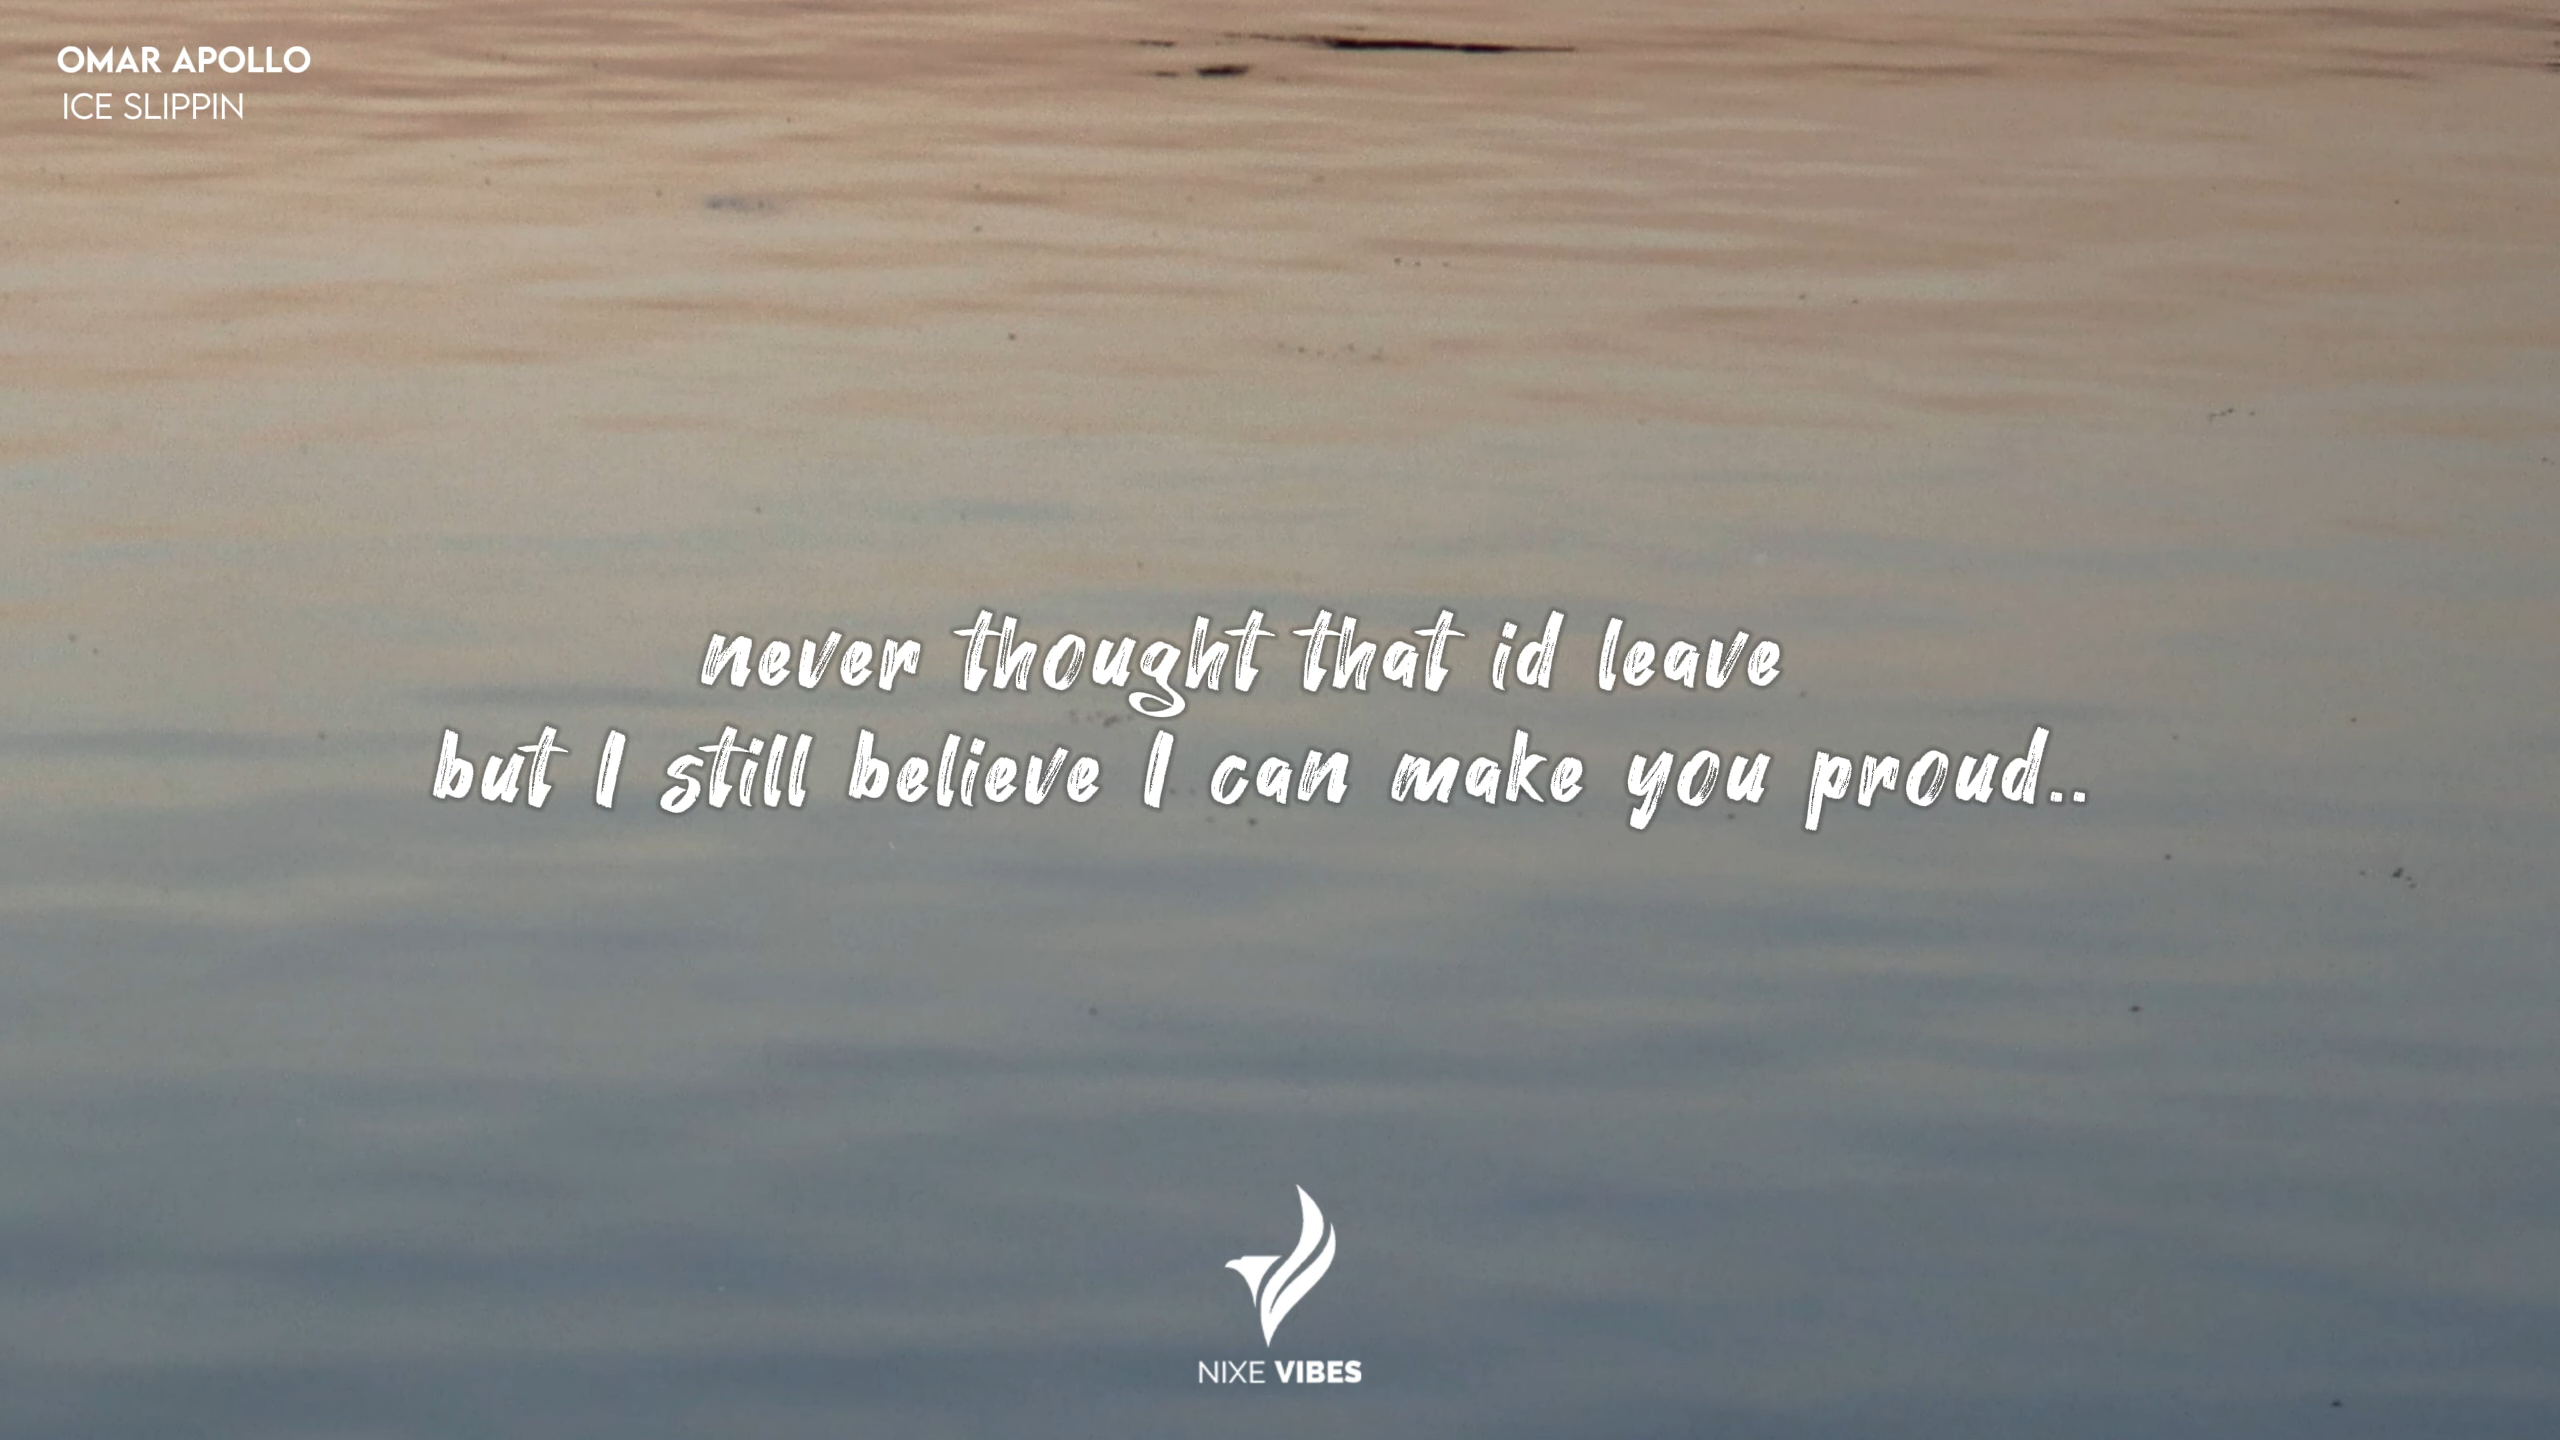 OMAR APOLLO
ICE SLIPPIN
never thought that id leave
but I still believe I can make you proud..
NIXE VIBES